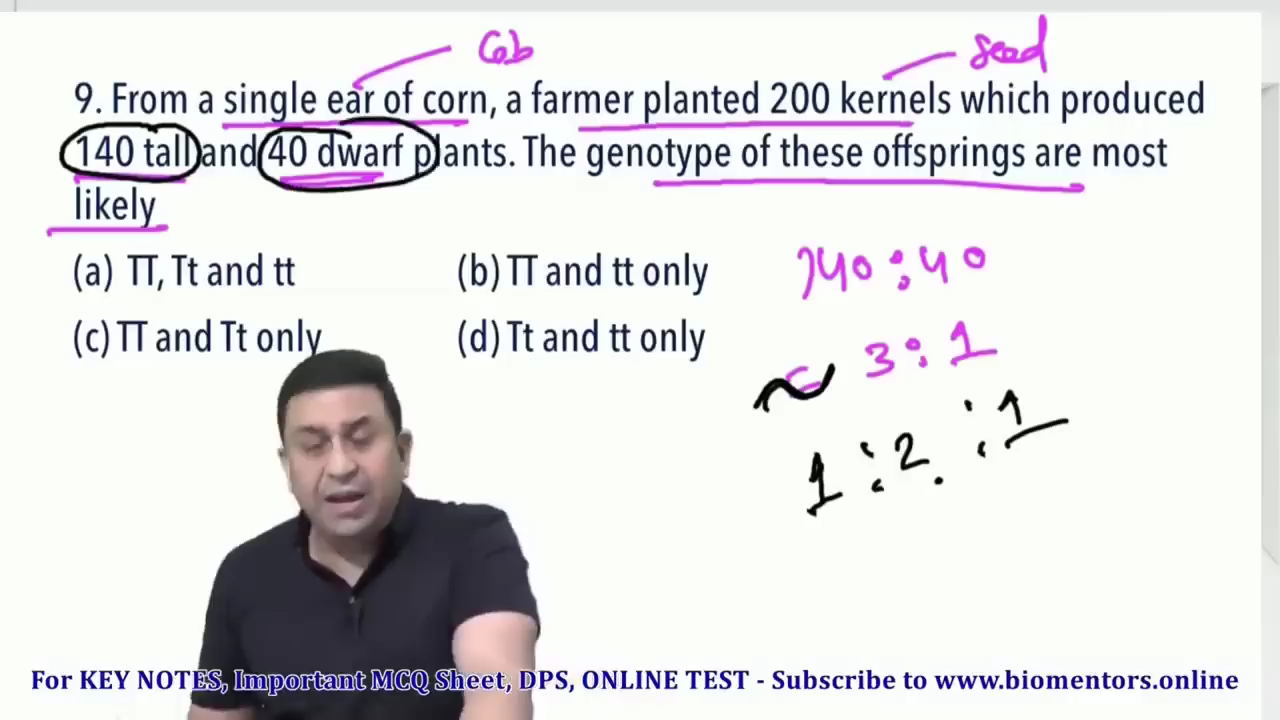 Cob
seed
9. From a single ear of corn, a farmer planted 200 kernels which produced
140 tall and 40 dwarf plants. The genotype of these offsprings are most
likely
(a) TT, Tt and tt
(b) TT and tt only
(c) TT and Tt only
(d) Tt and tt only
140 : 40
≈ 3 : 1
1 : 2 : 1
For KEY NOTES, Important MCQ Sheet, DPS, ONLINE TEST - Subscribe to www.biomentors.online